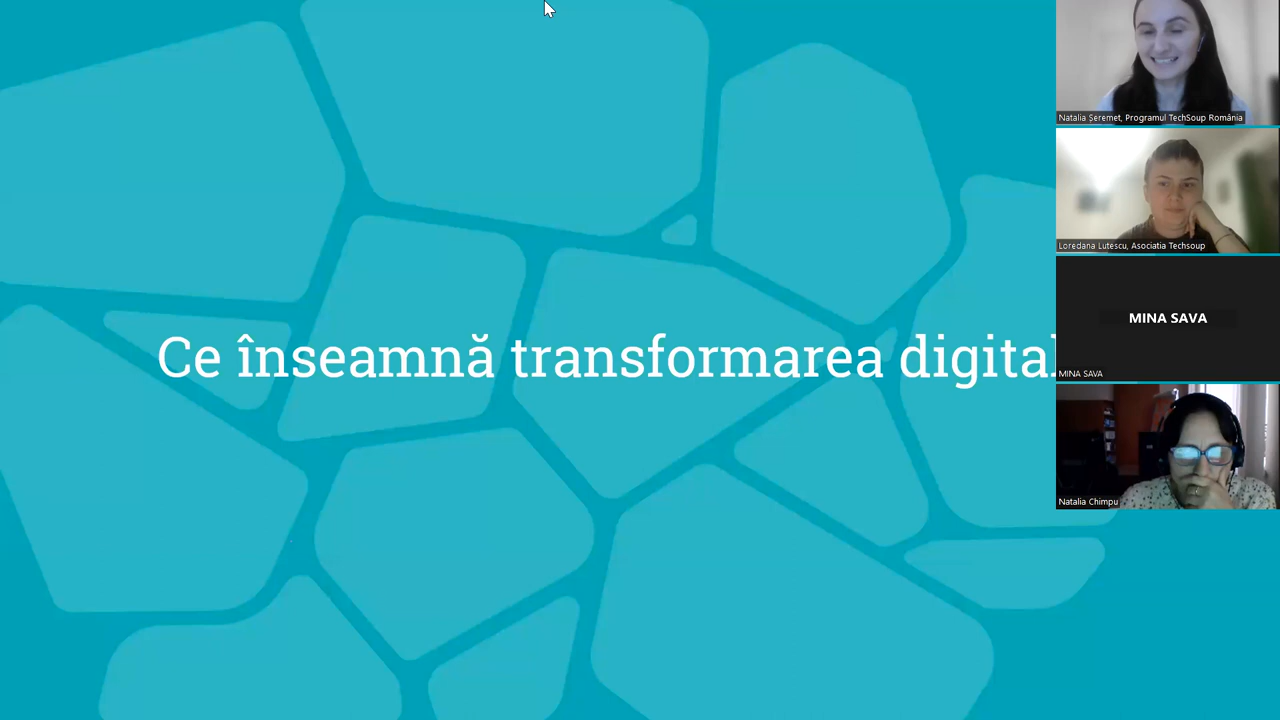 Ce înseamnă transformarea digital
Natalia Șeremet, Programul TechSoup România
Loredana Lutescu, Asociatia Techsoup
MINA SAVA
MINA SAVA
Natalia Chimpu